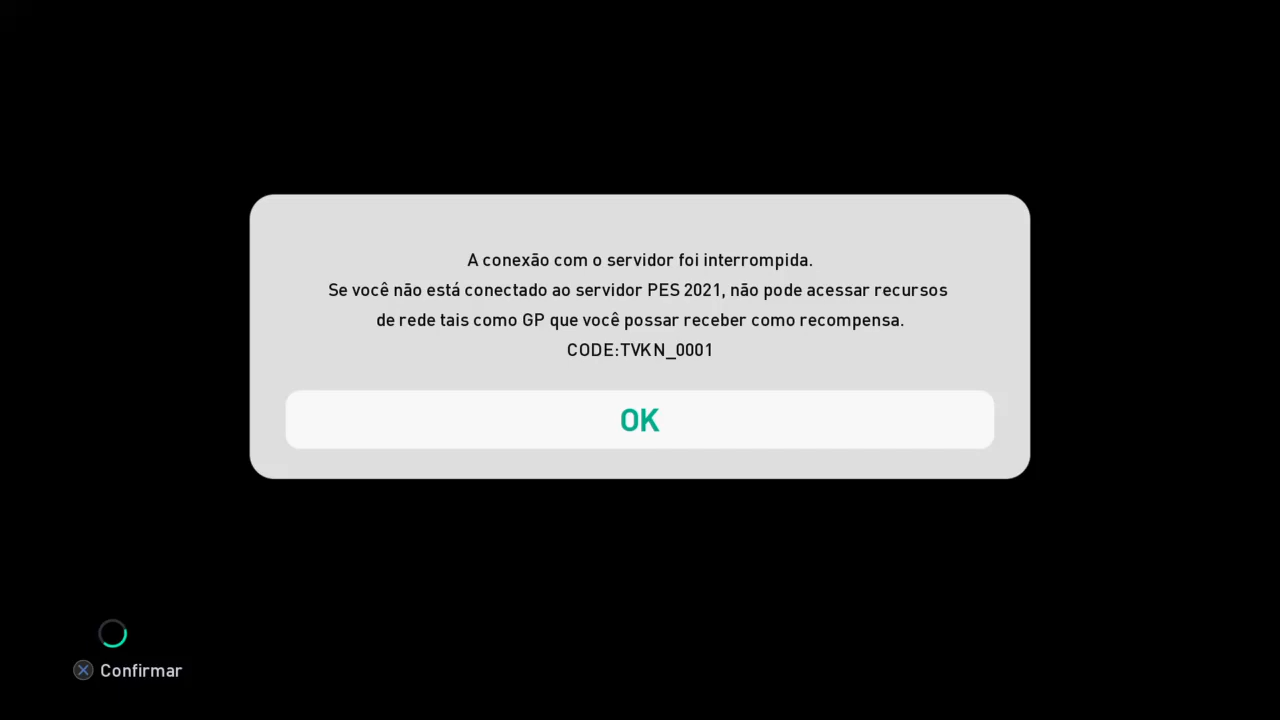 A conexão com o servidor foi interrompida.
Se você não está conectado ao servidor PES 2021, não pode acessar recursos
de rede tais como GP que você possar receber como recompensa.
CODE:TVKN_0001
OK
Confirmar